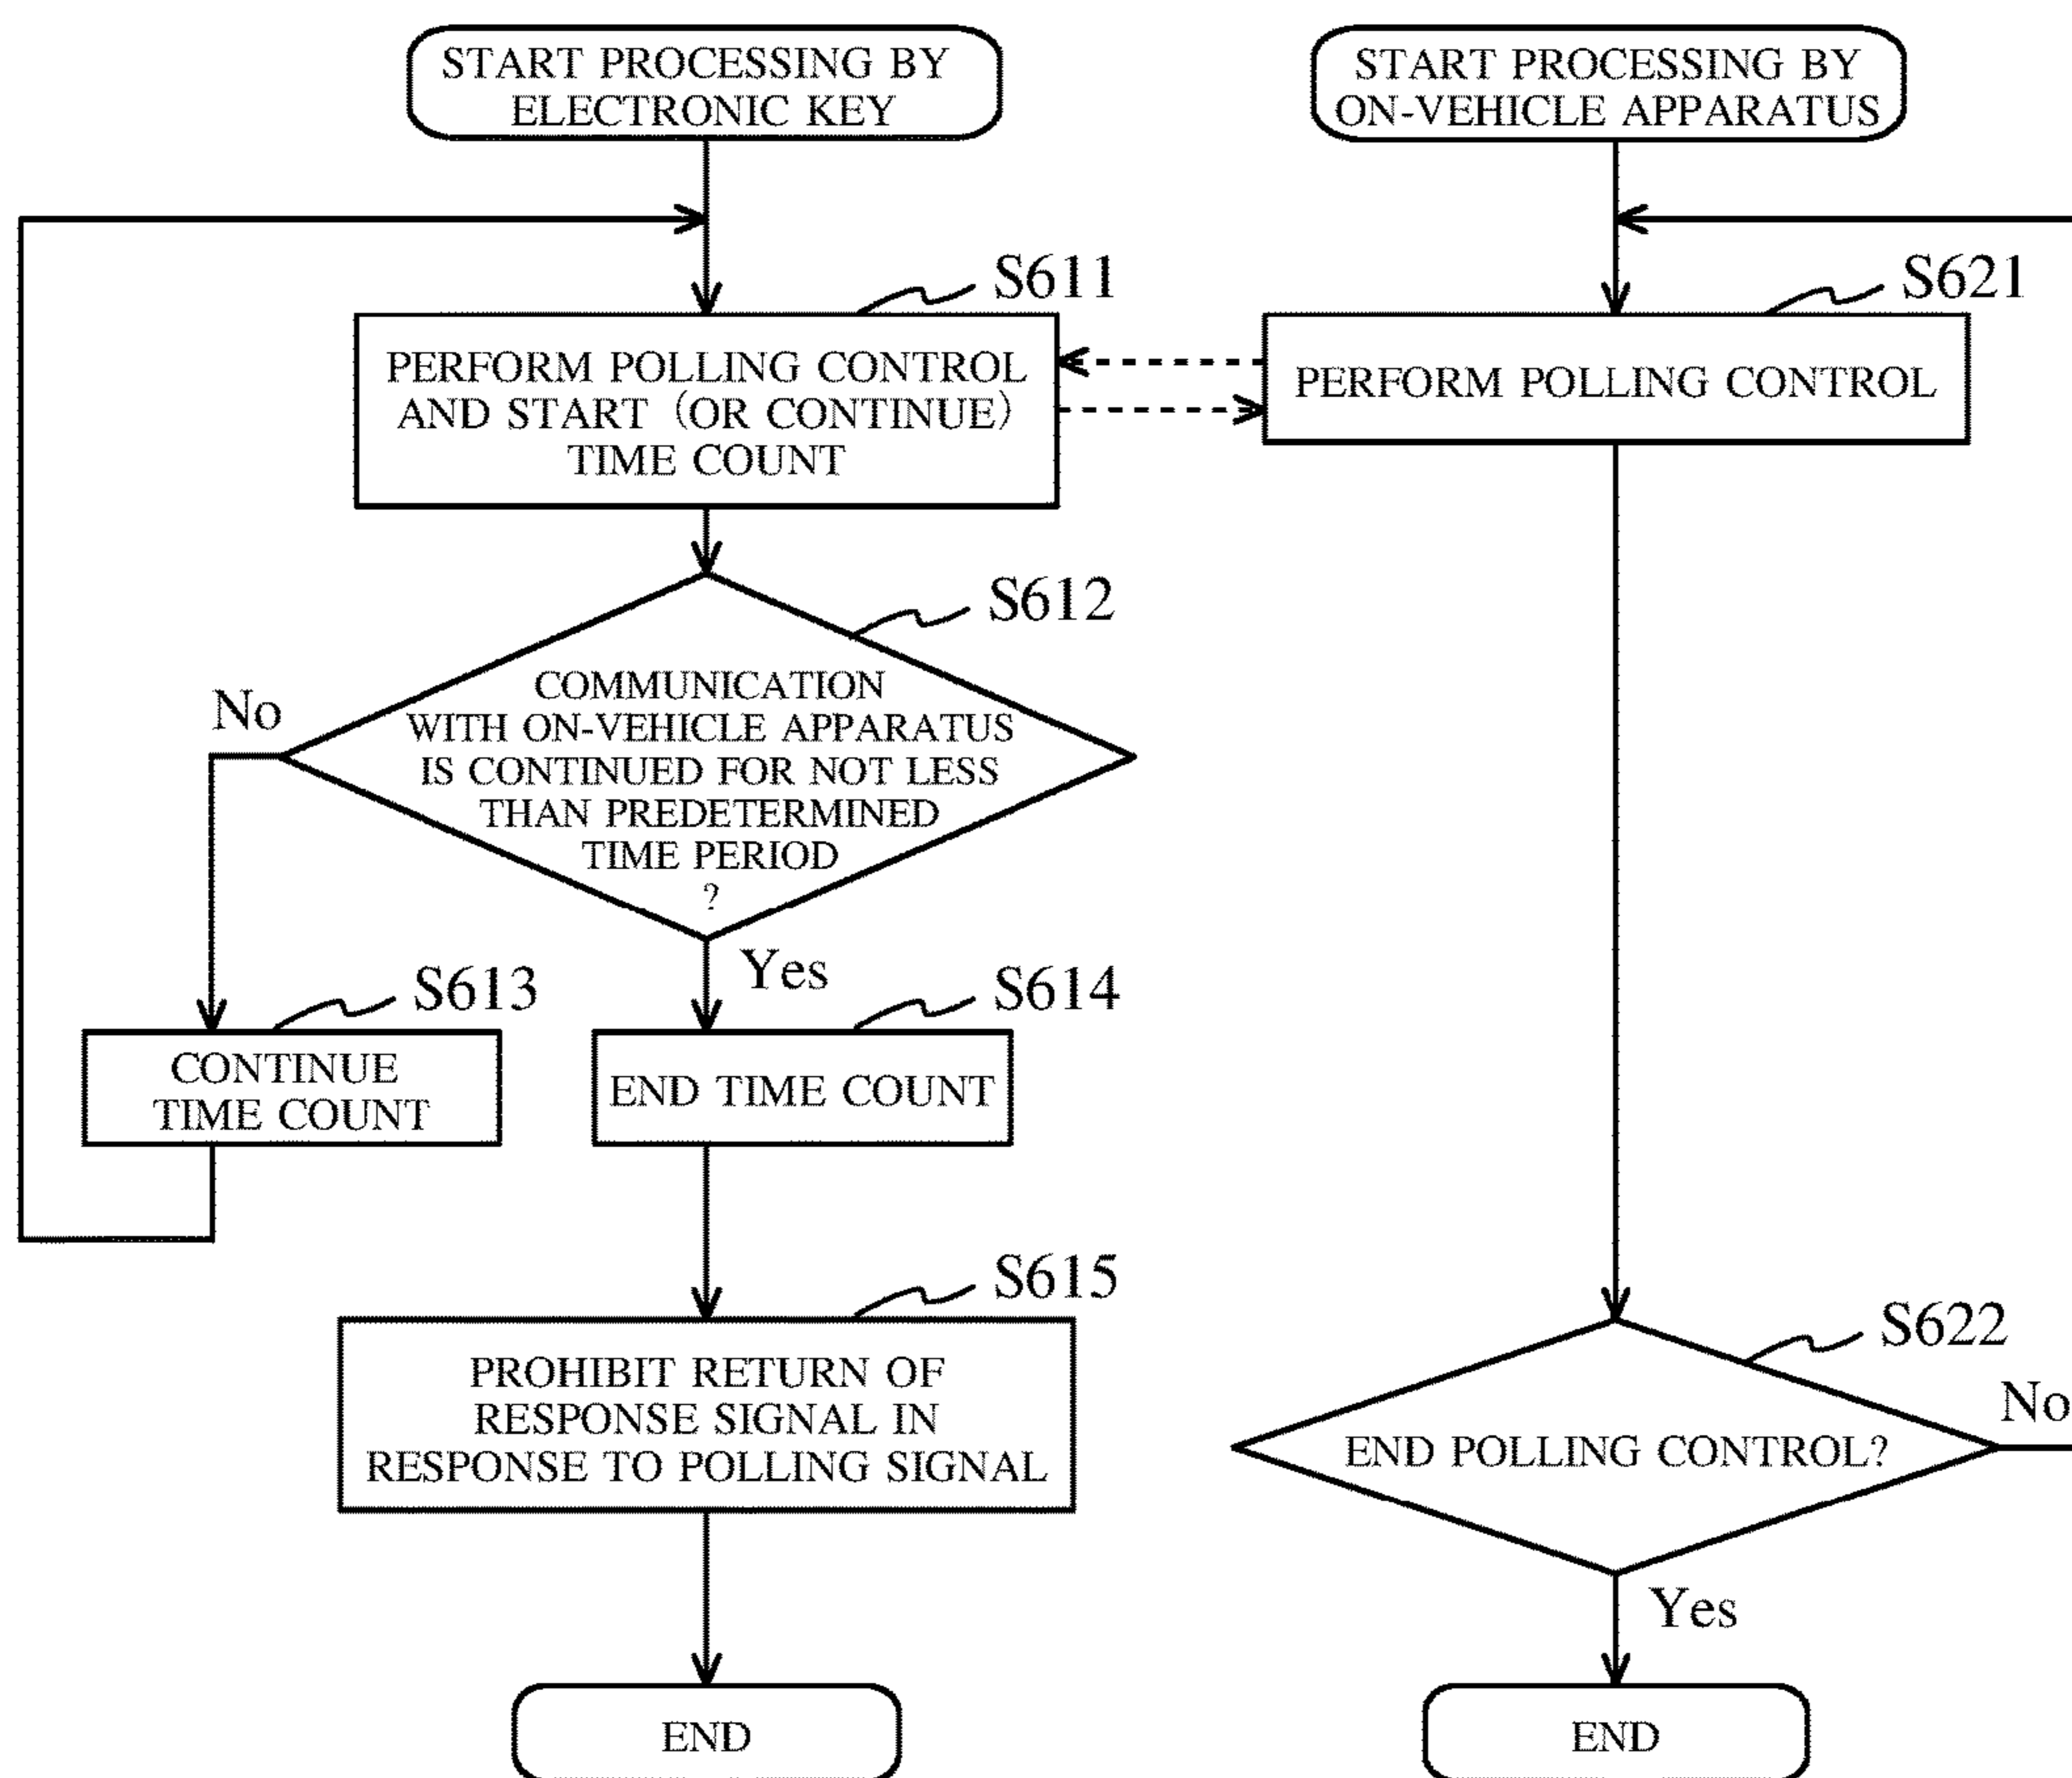 START PROCESSING BY
ELECTRONIC KEY
S611
PERFORM POLLING CONTROL
AND START (OR CONTINUE)
TIME COUNT
S612
COMMUNICATION
WITH ON-VEHICLE APPARATUS
IS CONTINUED FOR NOT LESS
THAN PREDETERMINED
TIME PERIOD
?
No
Yes
S613
CONTINUE
TIME COUNT
S614
END TIME COUNT
S615
PROHIBIT RETURN OF
RESPONSE SIGNAL IN
RESPONSE TO POLLING SIGNAL
END
START PROCESSING BY
ON-VEHICLE APPARATUS
S621
PERFORM POLLING CONTROL
S622
END POLLING CONTROL?
No
Yes
END